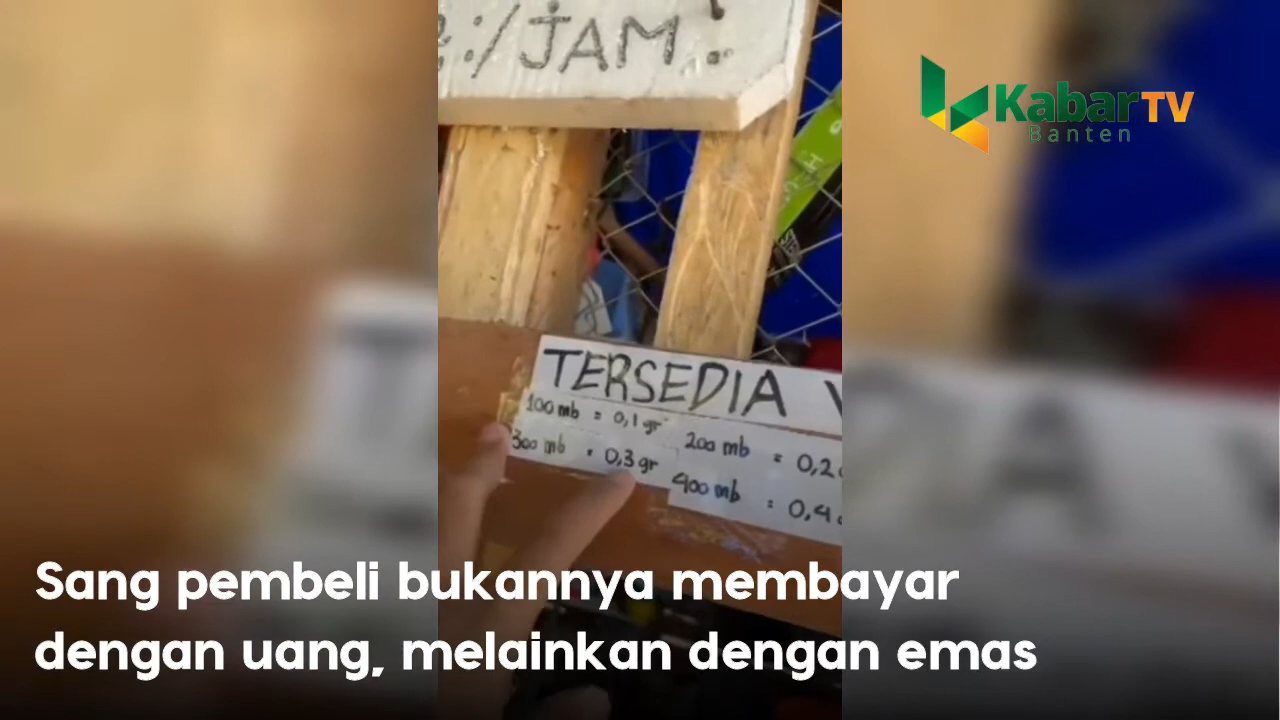 :/JAM.
KabarTV
Banten
TERSEDIA
100 mb = 0,1 gr
200 mb = 0,2
300 mb = 0,3 gr
400 mb = 0,4
Sang pembeli bukannya membayar
dengan uang, melainkan dengan emas